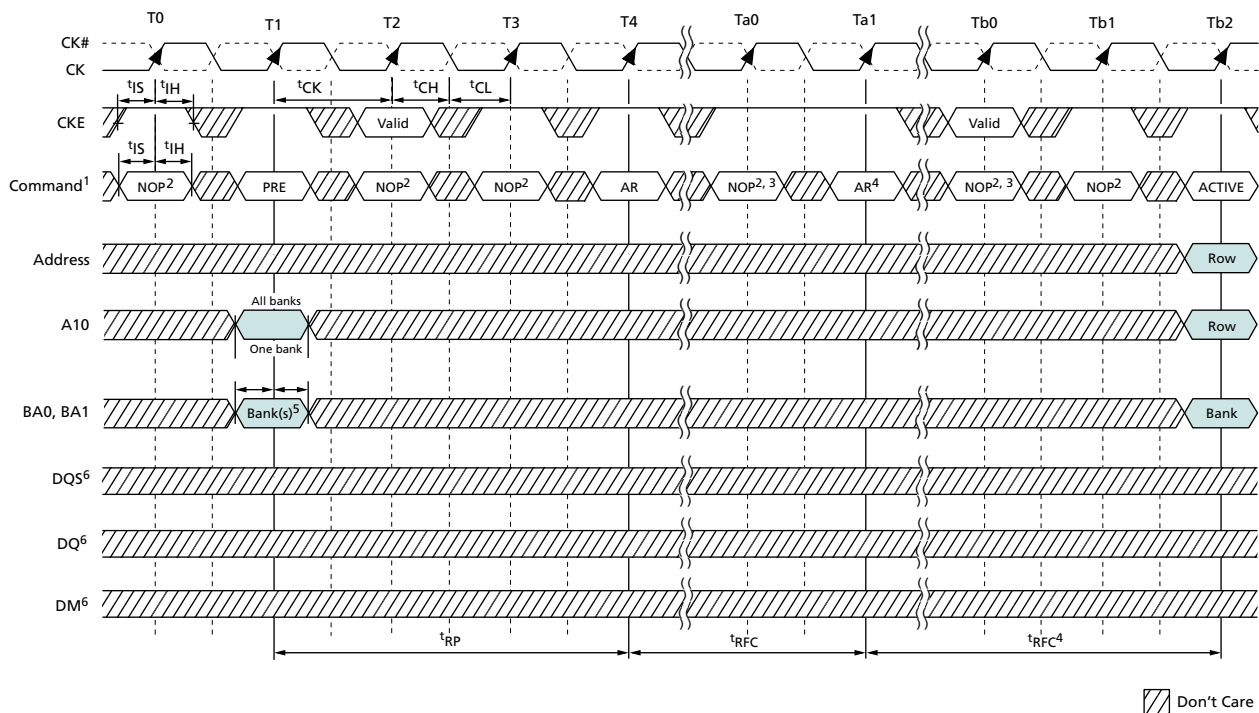 T0 T1 T2 T3 T4 Ta0 Ta1 Tb0 Tb1 Tb2
CK#
CK
tIS tIH tCK tCH tCL
CKE Valid Valid
tIS tIH
Command1 NOP2 PRE NOP2 NOP2 AR NOP2, 3 AR4 NOP2, 3 NOP2 ACTIVE
Address Row
All banks
A10 Row
One bank
BA0, BA1 Bank(s)5 Bank
DQS6
DQ6
DM6
tRP tRFC tRFC4
Don't Care